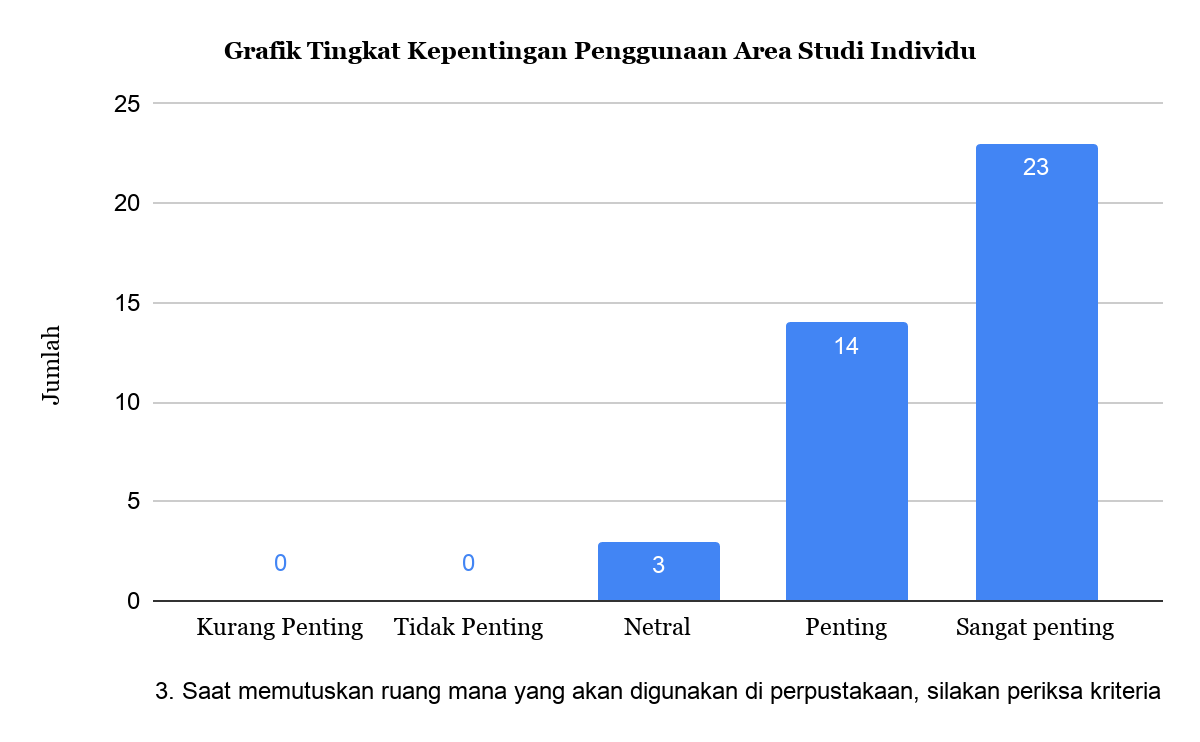 Grafik Tingkat Kepentingan Penggunaan Area Studi Individu
25
20
15
10
5
0
Jumlah
0
0
3
14
23
Kurang Penting
Tidak Penting
Netral
Penting
Sangat penting
3. Saat memutuskan ruang mana yang akan digunakan di perpustakaan, silakan periksa kriteria